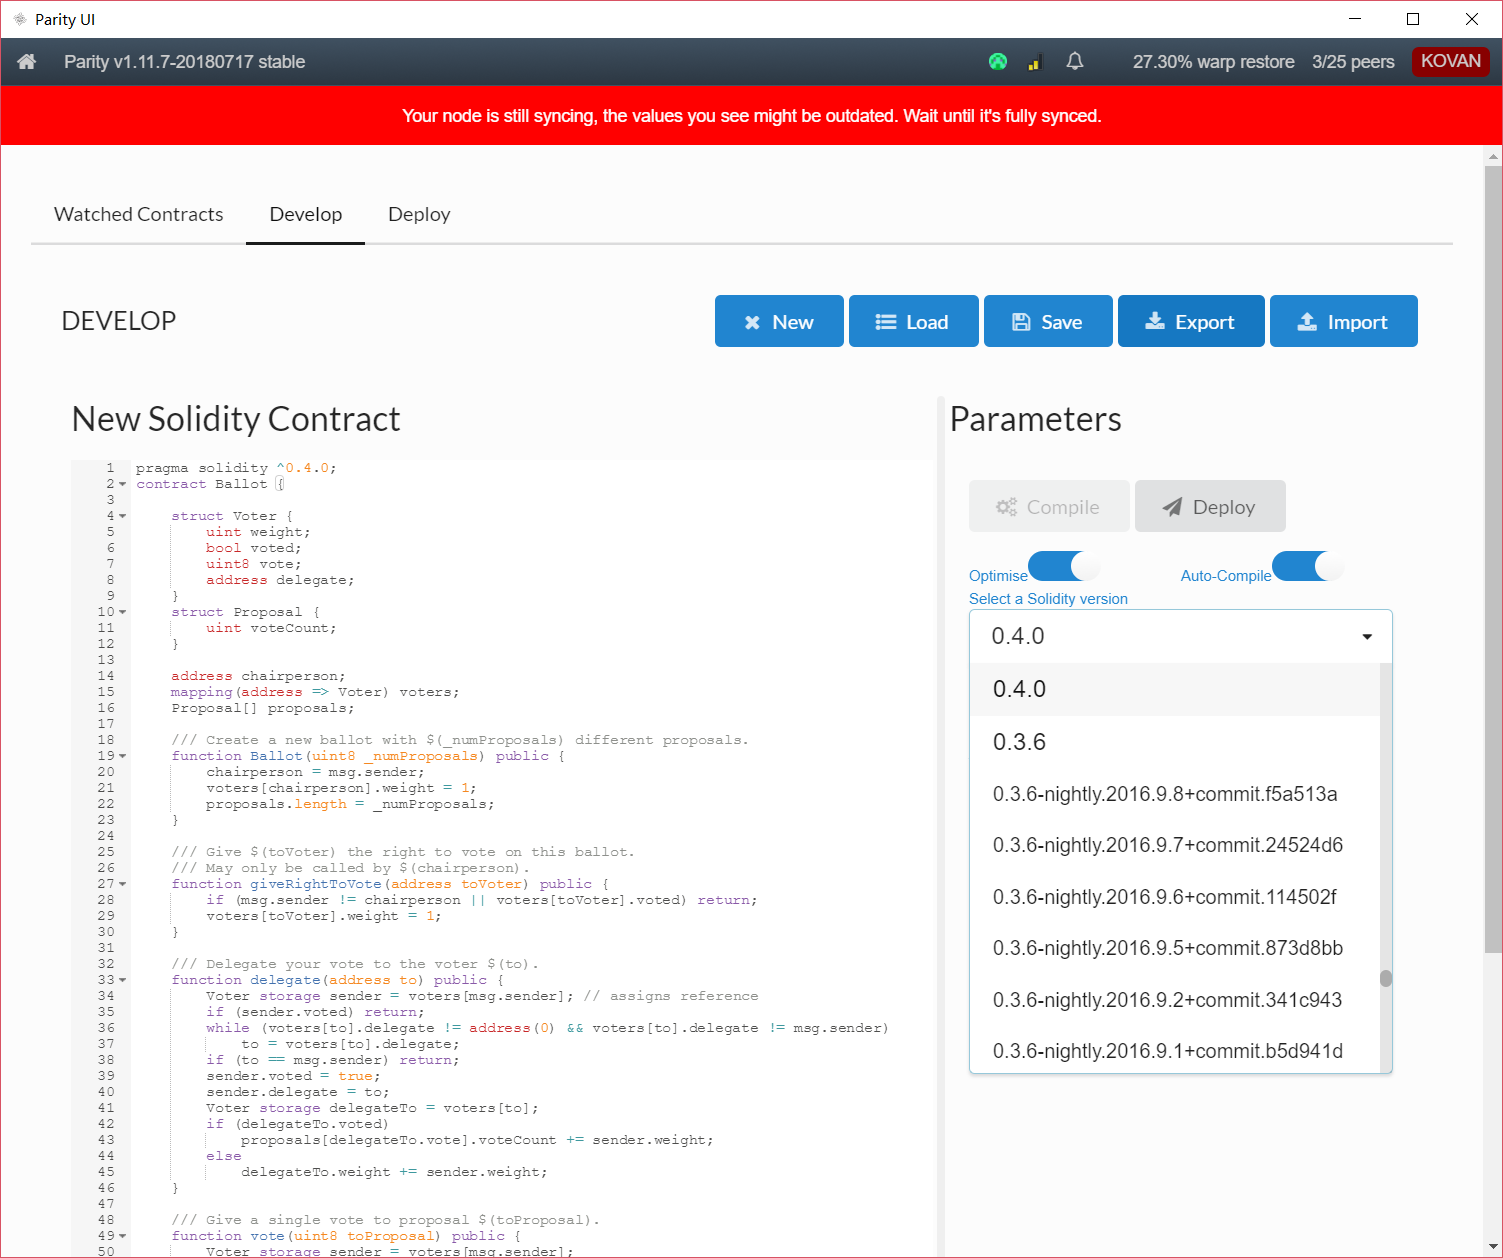 Parity UI
Parity v1.11.7-20180717 stable
27.30% warp restore 3/25 peers KOVAN
Your node is still syncing, the values you see might be outdated. Wait until it's fully synced.
Watched Contracts Develop Deploy
DEVELOP
New Load Save Export Import
New Solidity Contract
1 pragma solidity ^0.4.0;
2 contract Ballot {
3
4 struct Voter {
5 uint weight;
6 bool voted;
7 uint8 vote;
8 address delegate;
9 }
10 struct Proposal {
11 uint voteCount;
12 }
13
14 address chairperson;
15 mapping(address => Voter) voters;
16 Proposal[] proposals;
17
18 /// Create a new ballot with $(_numProposals) different proposals.
19 function Ballot(uint8 _numProposals) public {
20 chairperson = msg.sender;
21 voters[chairperson].weight = 1;
22 proposals.length = _numProposals;
23 }
24
25 /// Give $(toVoter) the right to vote on this ballot.
26 /// May only be called by $(chairperson).
27 function giveRightToVote(address toVoter) public {
28 if (msg.sender != chairperson || voters[toVoter].voted) return;
29 voters[toVoter].weight = 1;
30 }
31
32 /// Delegate your vote to the voter $(to).
33 function delegate(address to) public {
34 Voter storage sender = voters[msg.sender]; // assigns reference
35 if (sender.voted) return;
36 while (voters[to].delegate != address(0) && voters[to].delegate != msg.sender)
37 to = voters[to].delegate;
38 if (to == msg.sender) return;
39 sender.voted = true;
40 sender.delegate = to;
41 Voter storage delegateTo = voters[to];
42 if (delegateTo.voted)
43 proposals[delegateTo.vote].voteCount += sender.weight;
44 else
45 delegateTo.weight += sender.weight;
46 }
47
48 /// Give a single vote to proposal $(toProposal).
49 function vote(uint8 toProposal) public {
50 Voter storage sender = voters[msg.sender];
Parameters
Compile Deploy
Optimise Auto-Compile
Select a Solidity version
0.4.0
0.4.0
0.3.6
0.3.6-nightly.2016.9.8+commit.f5a513a
0.3.6-nightly.2016.9.7+commit.24524d6
0.3.6-nightly.2016.9.6+commit.114502f
0.3.6-nightly.2016.9.5+commit.873d8bb
0.3.6-nightly.2016.9.2+commit.341c943
0.3.6-nightly.2016.9.1+commit.b5d941d